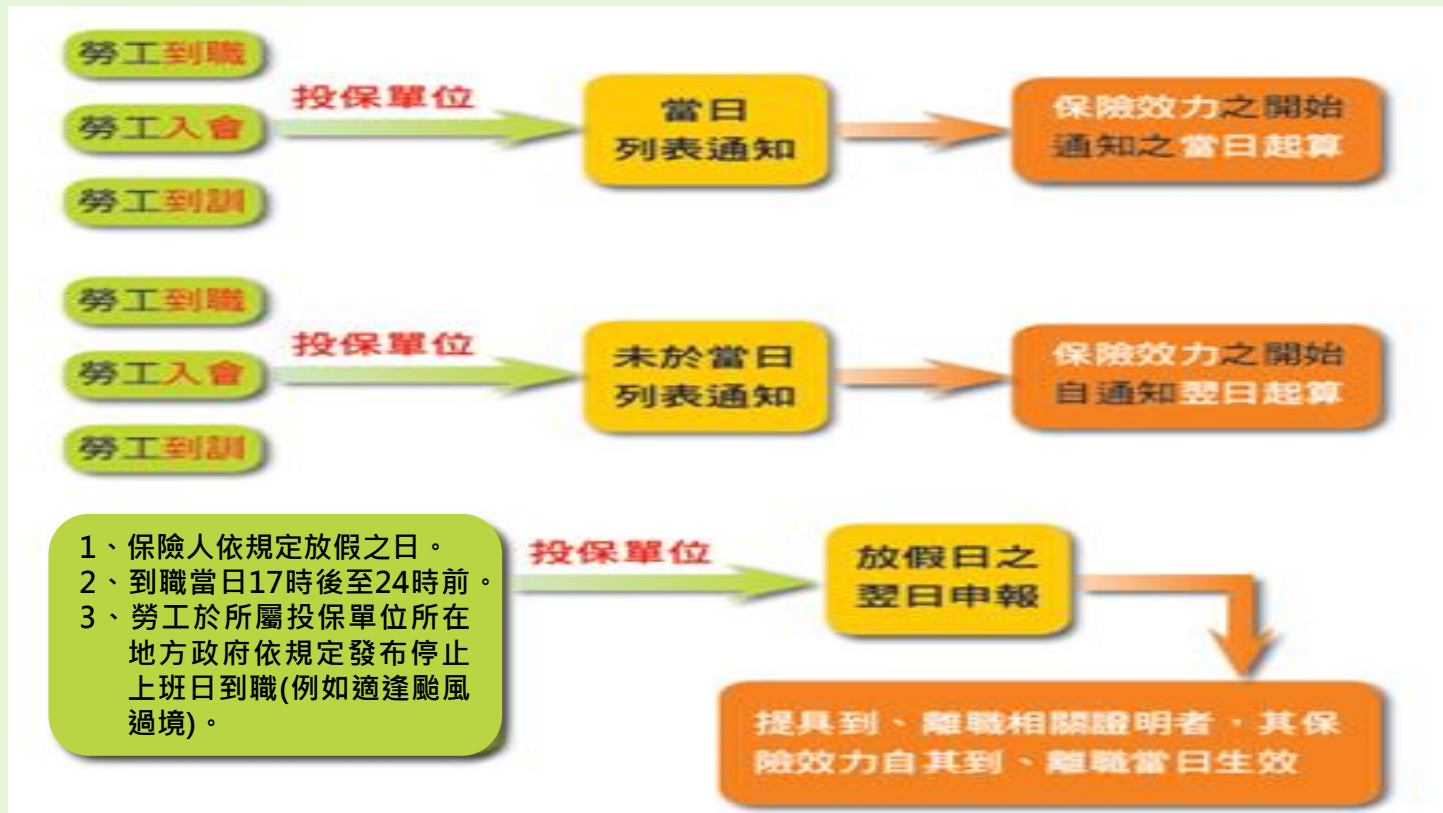 勞工到職
勞工入會
勞工到訓
投保單位
當日
列表通知
保險效力之開始
通知之當日起算
勞工到職
勞工入會
勞工到訓
投保單位
未於當日
列表通知
保險效力之開始
自通知翌日起算
1、保險人依規定放假之日。
2、到職當日17時後至24時前。
3、勞工於所屬投保單位所在
地方政府依規定發布停止
上班日到職(例如適逢颱風
過境)。
投保單位
放假日之
翌日申報
提具到、離職相關證明者，其保
險效力自其到、離職當日生效